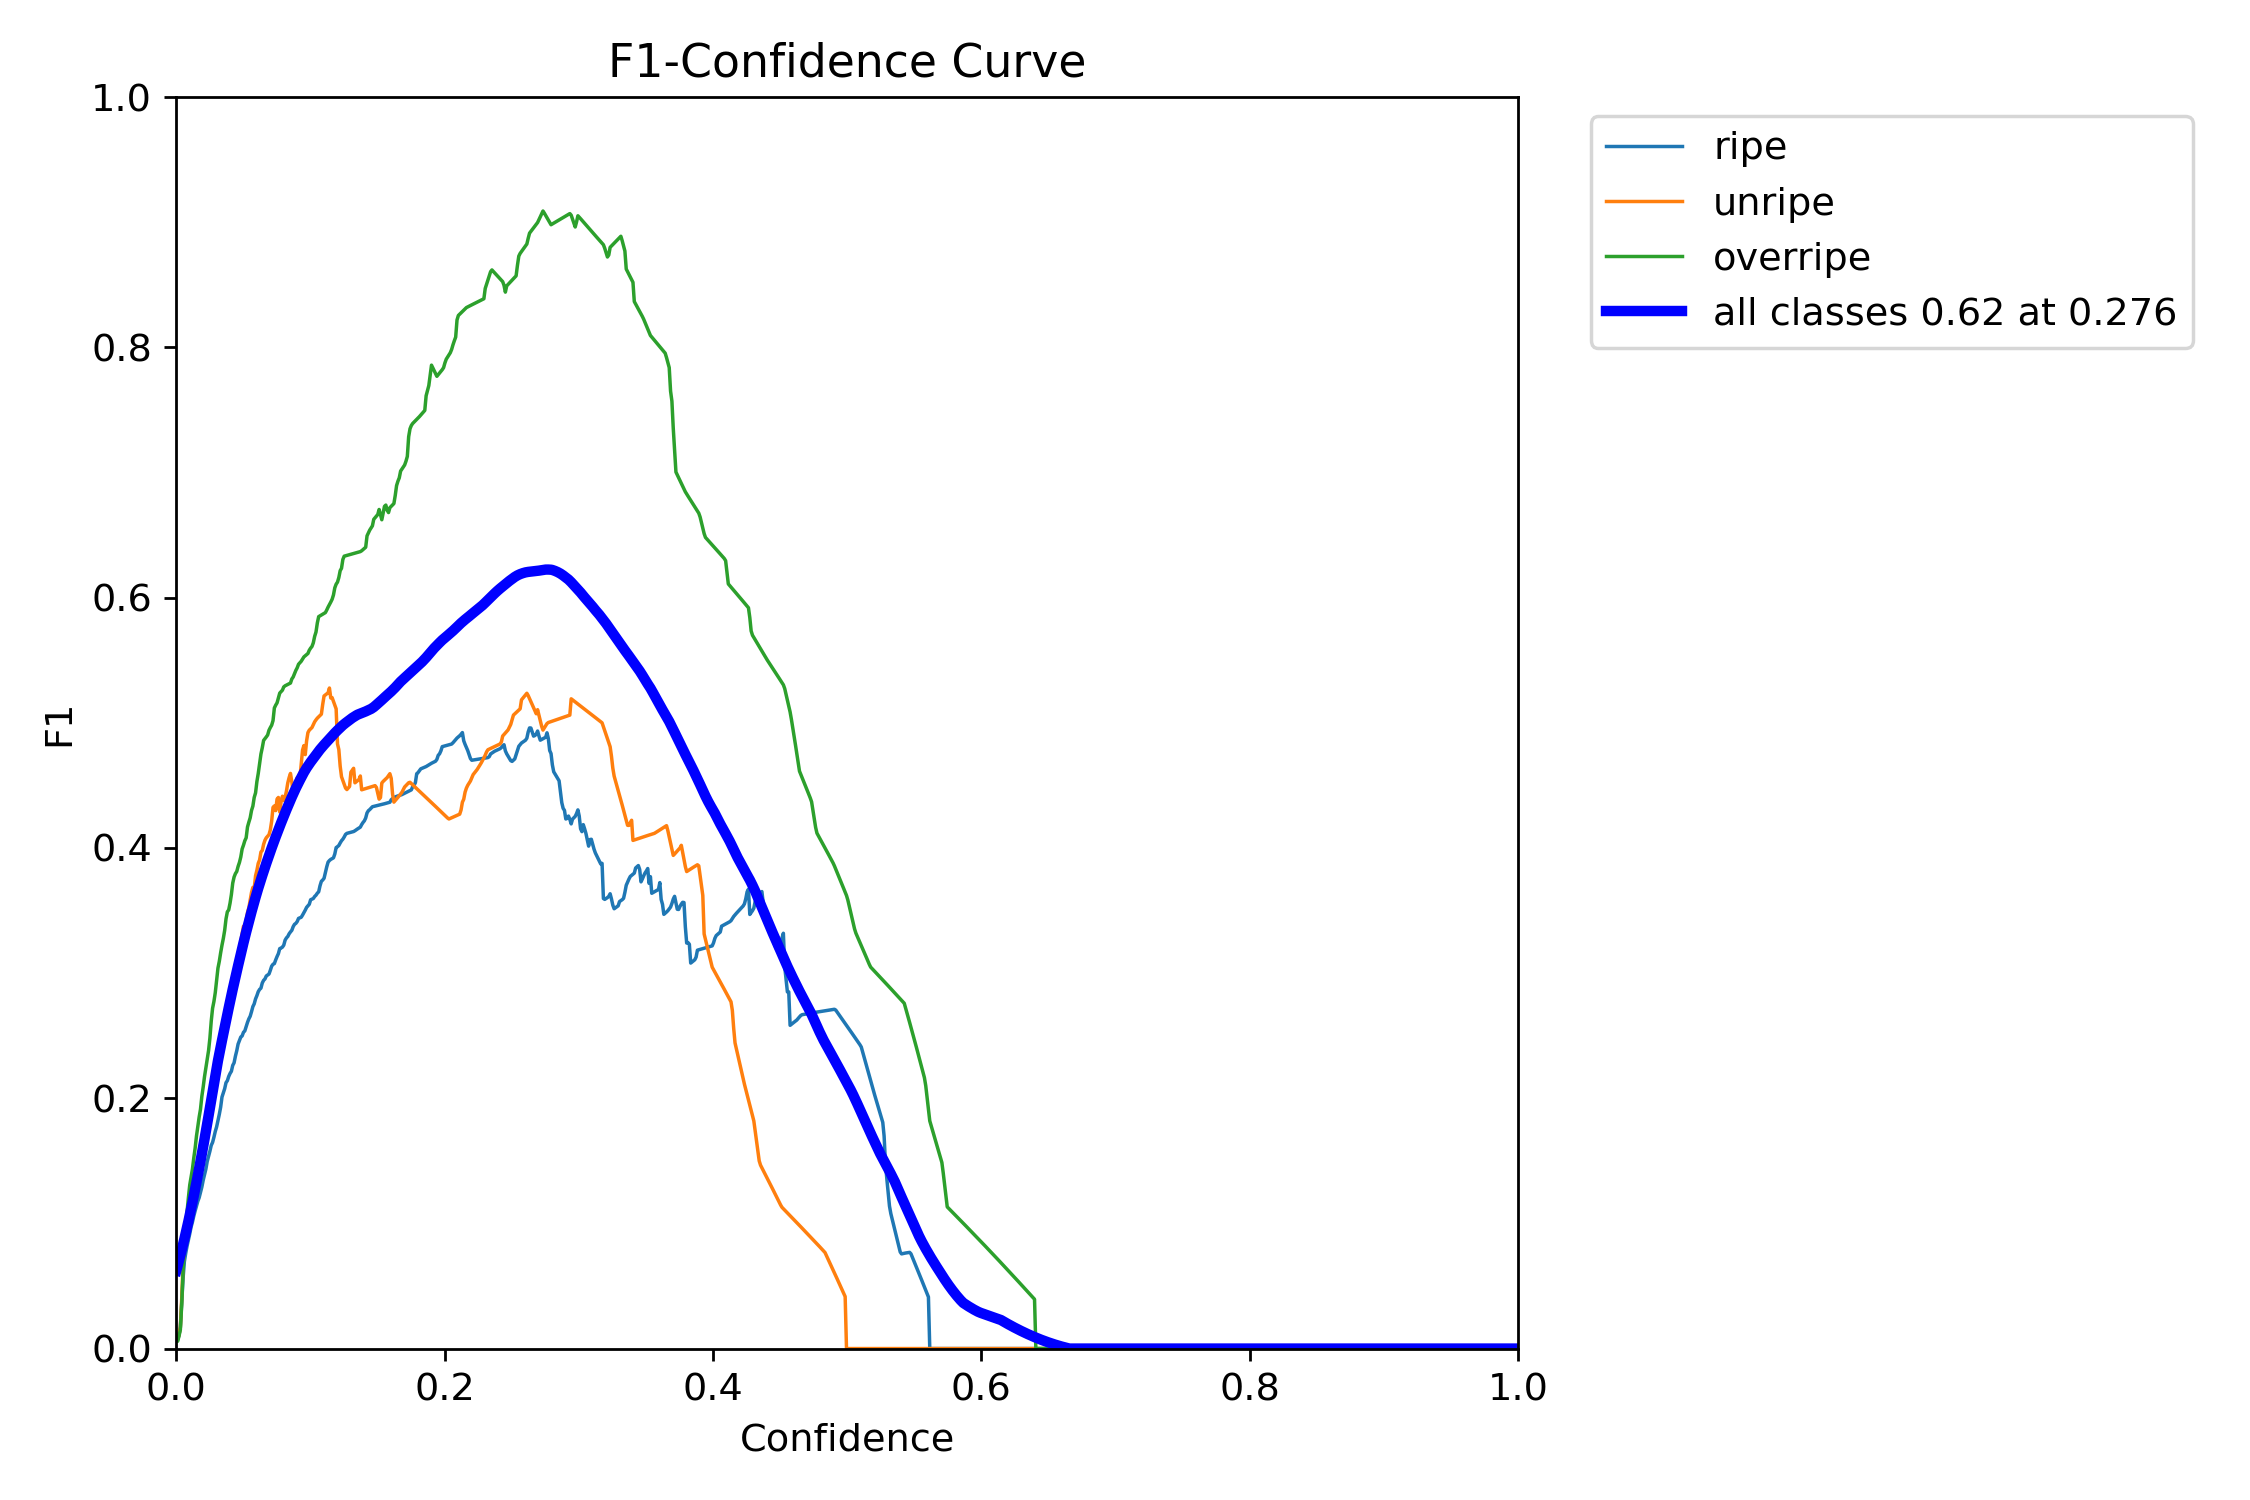 F1-Confidence Curve
1.0
0.8
0.6
0.4
0.2
0.0
F1
0.0 0.2 0.4 0.6 0.8 1.0
Confidence
ripe
unripe
overripe
all classes 0.62 at 0.276